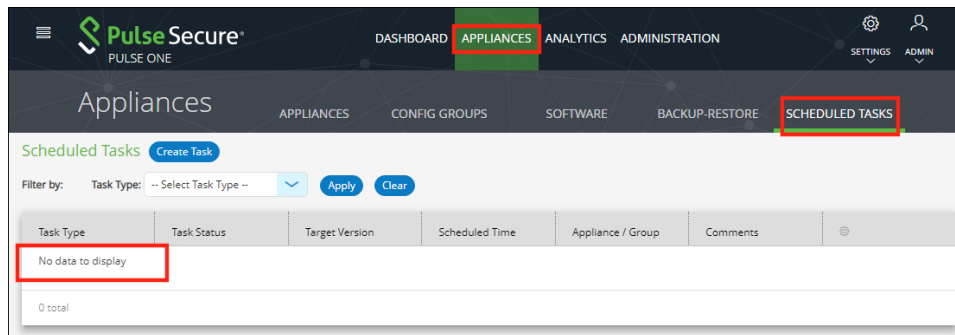 Pulse Secure®
PULSE ONE
DASHBOARD APPLIANCES ANALYTICS ADMINISTRATION
SETTINGS ADMIN
Appliances
APPLIANCES CONFIG GROUPS SOFTWARE BACKUP-RESTORE SCHEDULED TASKS
Scheduled Tasks Create Task
Filter by: Task Type: -- Select Task Type -- Apply Clear
Task Type Task Status Target Version Scheduled Time Appliance / Group Comments
No data to display
0 total